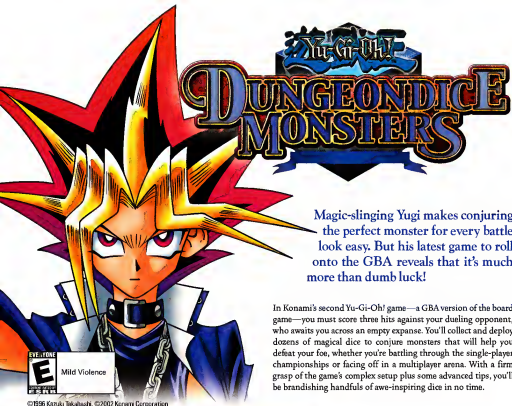 Yu-Gi-Oh!
DUNGEONDICE
MONSTERS
Magic-slinging Yugi makes conjuring
the perfect monster for every battle
look easy. But his latest game to roll
onto the GBA reveals that it's much
more than dumb luck!
In Konami's second Yu-Gi-Oh! game—a GBA version of the board
game—you must score three hits against your dueling opponent,
who awaits you across an empty expanse. You'll collect and deploy
dozens of magical dice to conjure monsters that will help you
defeat your foe, whether you're battling through the single-player
championships or facing off in a multiplayer arena. With a firm
grasp of the game's complex setup plus some advanced tips, you'll
be brandishing handfuls of awe-inspiring dice in no time.
EVERYONE
Mild Violence
ESRB
©1996 Kazuki Takahashi, ©2002 Konami Corporation